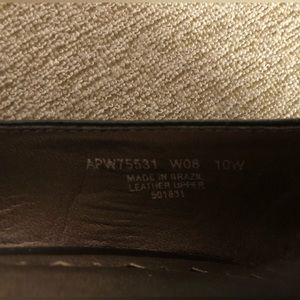 APW75531 W08 10W
MADE IN BRAZIL
LEATHER UPPER
501831